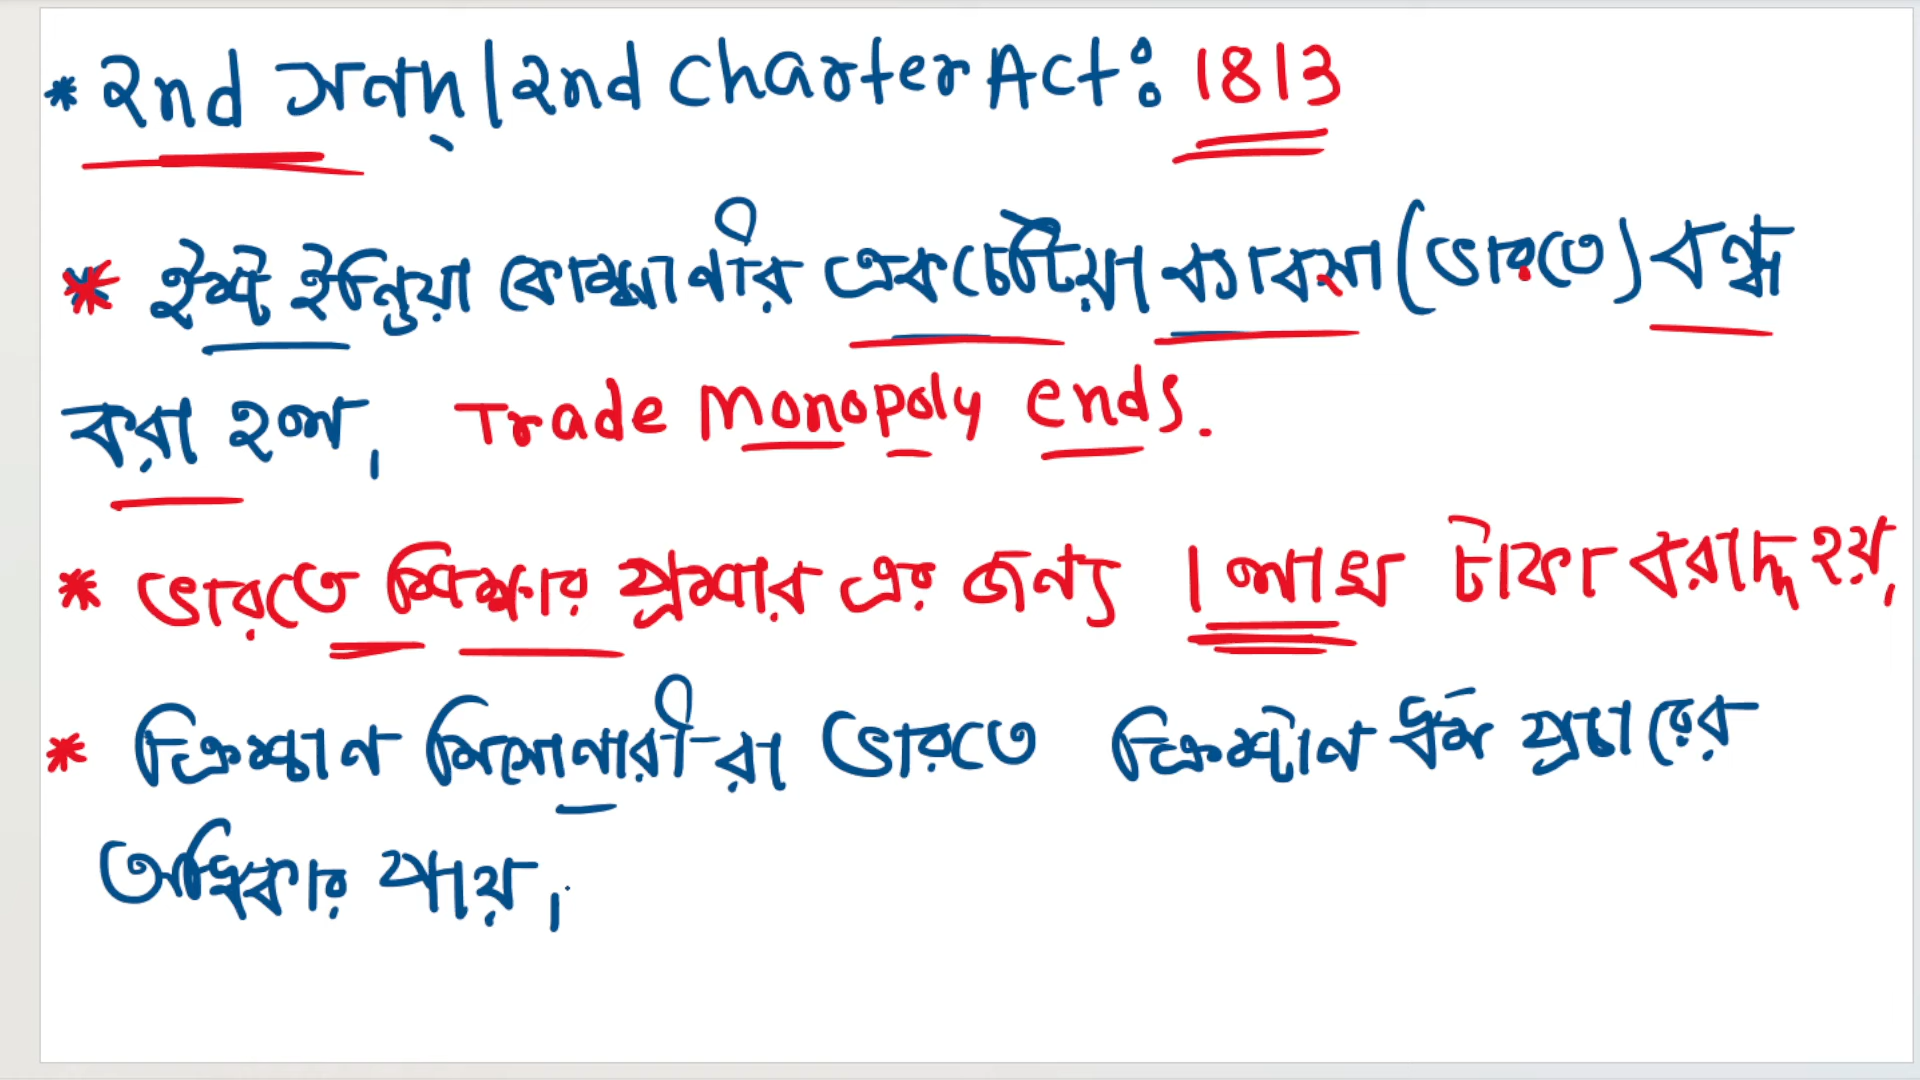 * 2nd সনদ | 2nd Charter Act : 1813
* ইস্ট ইন্ডিয়া কোম্পানীর একচেটিয়া ব্যাবসা (ভারতে) বন্ধ
করা হল, Trade Monopoly ends.
* ভারতে শিক্ষার প্রসার এর জন্য 1 লাখ টাকা বরাদ্দ হয়,
* খ্রিস্টান মিসোনারী-রা ভারতে খ্রিস্টান ধর্ম প্রচারের
অধিকার পায়,